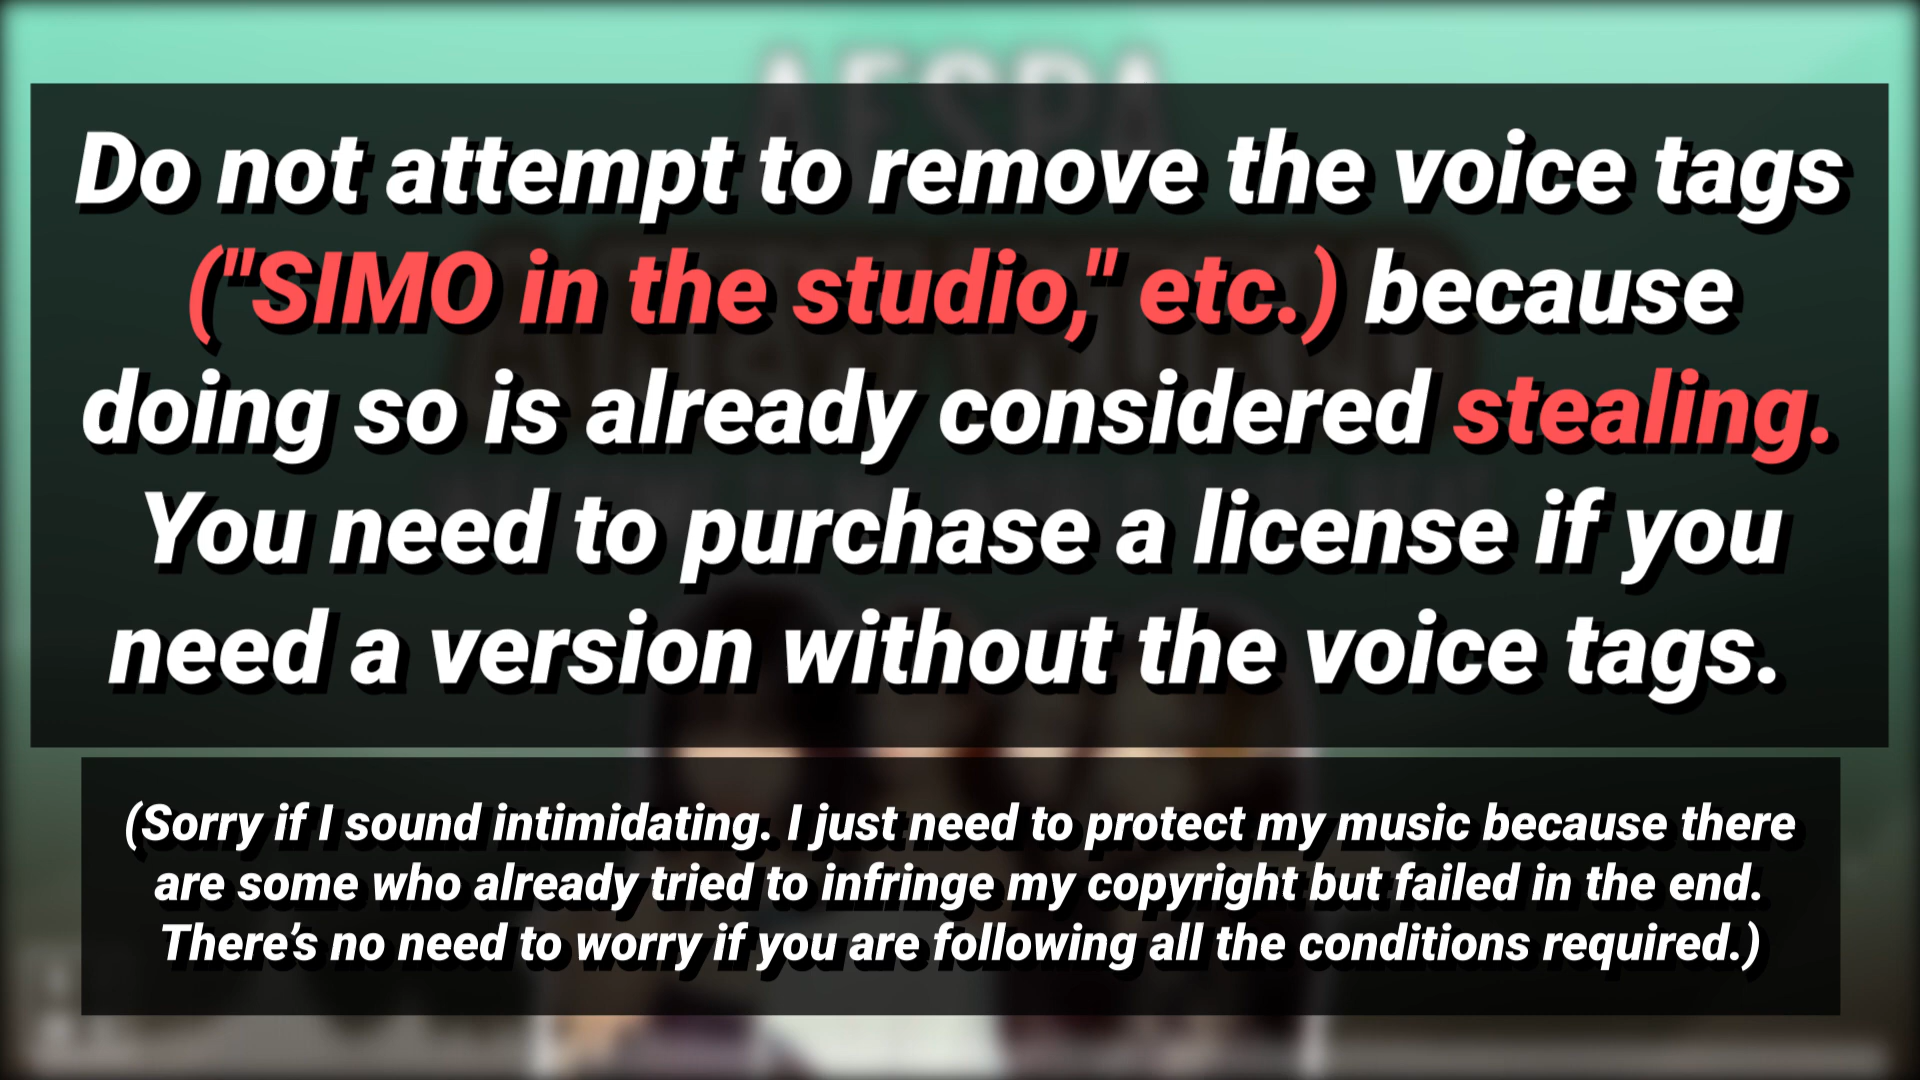 AESPA
Do not attempt to remove the voice tags
("SIMO in the studio," etc.) because
doing so is already considered stealing.
You need to purchase a license if you
need a version without the voice tags.
(Sorry if I sound intimidating. I just need to protect my music because there
are some who already tried to infringe my copyright but failed in the end.
There’s no need to worry if you are following all the conditions required.)